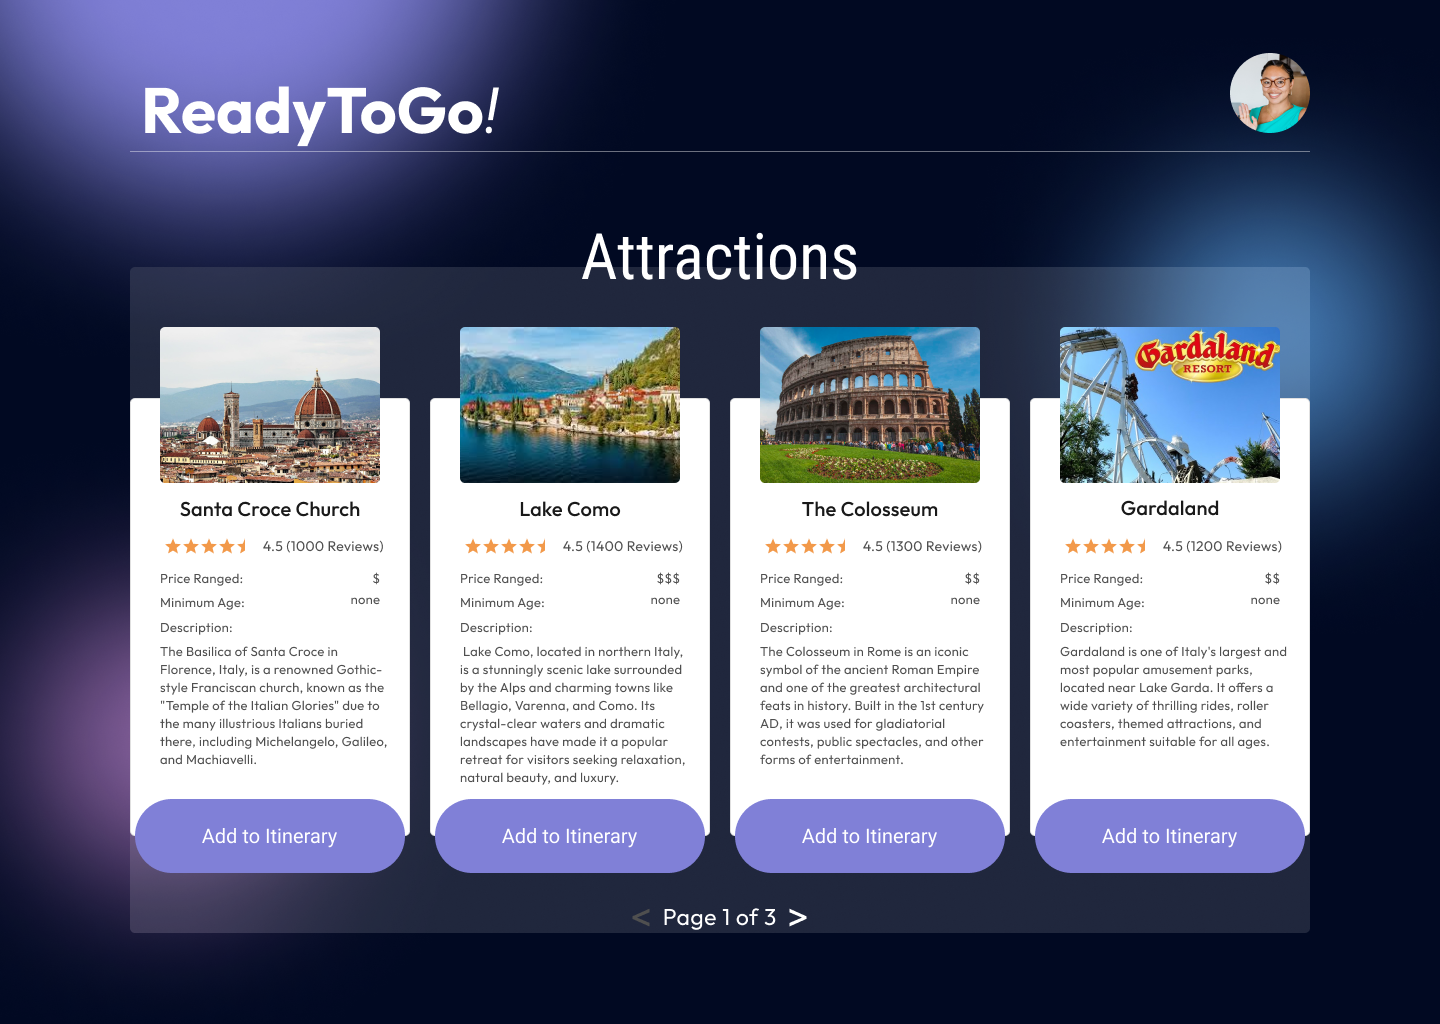 ReadyToGo!
Attractions
Gardaland
RESORT
Santa Croce Church
4.5 (1000 Reviews)
Price Ranged: $
Minimum Age: none
Description:
The Basilica of Santa Croce in
Florence, Italy, is a renowned Gothic-
style Franciscan church, known as the
"Temple of the Italian Glories" due to
the many illustrious Italians buried
there, including Michelangelo, Galileo,
and Machiavelli.
Add to Itinerary
Lake Como
4.5 (1400 Reviews)
Price Ranged: $$$
Minimum Age: none
Description:
Lake Como, located in northern Italy,
is a stunningly scenic lake surrounded
by the Alps and charming towns like
Bellagio, Varenna, and Como. Its
crystal-clear waters and dramatic
landscapes have made it a popular
retreat for visitors seeking relaxation,
natural beauty, and luxury.
Add to Itinerary
The Colosseum
4.5 (1300 Reviews)
Price Ranged: $$
Minimum Age: none
Description:
The Colosseum in Rome is an iconic
symbol of the ancient Roman Empire
and one of the greatest architectural
feats in history. Built in the 1st century
AD, it was used for gladiatorial
contests, public spectacles, and other
forms of entertainment.
Add to Itinerary
Gardaland
4.5 (1200 Reviews)
Price Ranged: $$
Minimum Age: none
Description:
Gardaland is one of Italy's largest and
most popular amusement parks,
located near Lake Garda. It offers a
wide variety of thrilling rides, roller
coasters, themed attractions, and
entertainment suitable for all ages.
Add to Itinerary
< Page 1 of 3 >